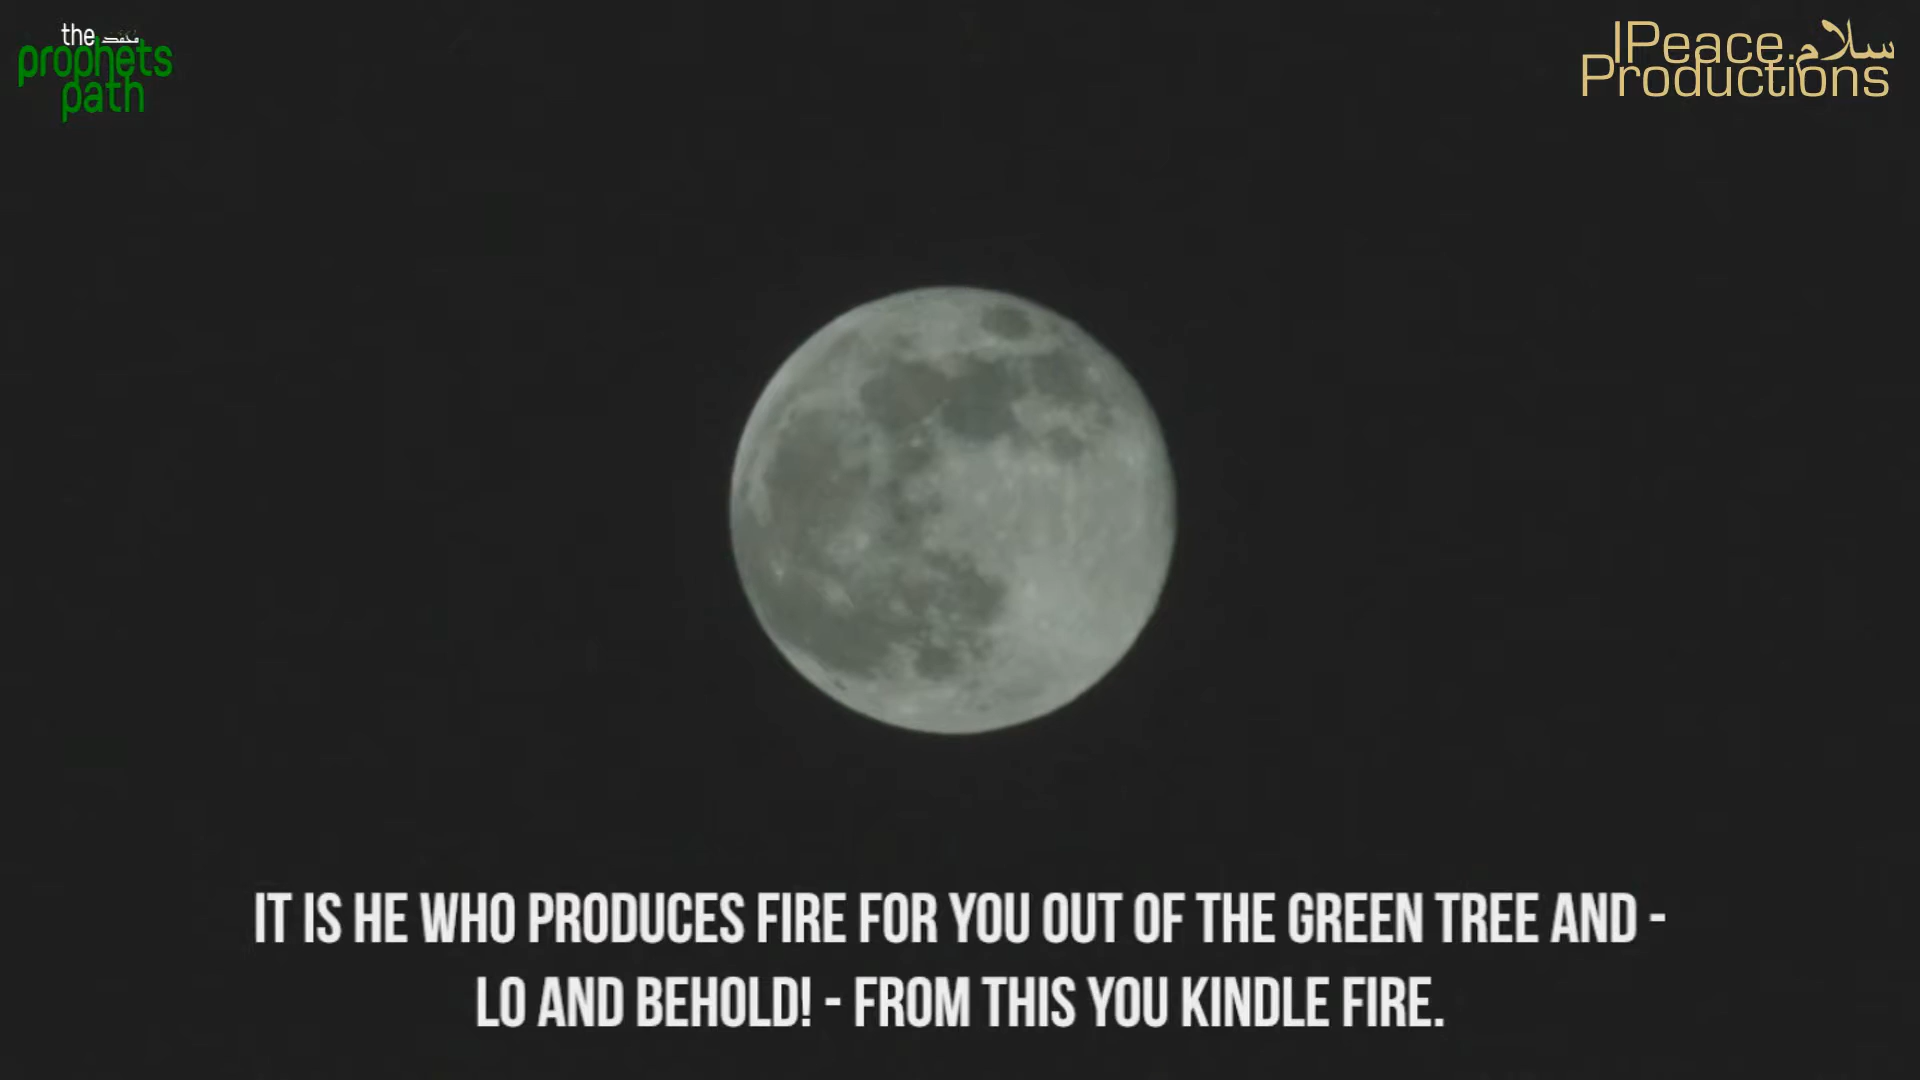 the محمد
prophets
path
IPeace سلام
Productions
IT IS HE WHO PRODUCES FIRE FOR YOU OUT OF THE GREEN TREE AND -
LO AND BEHOLD! - FROM THIS YOU KINDLE FIRE.